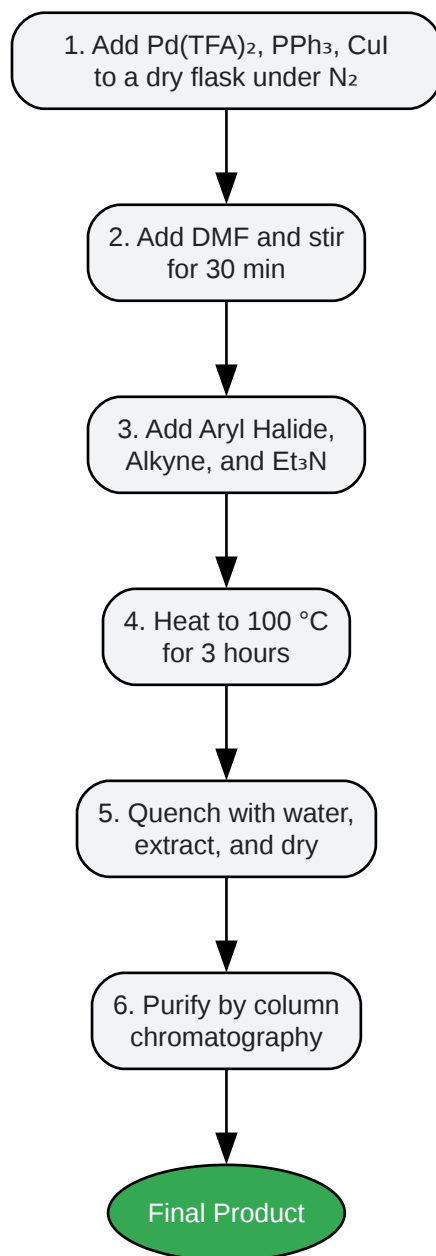 1. Add Pd(TFA)₂, PPh₃, CuI
to a dry flask under N₂
2. Add DMF and stir
for 30 min
3. Add Aryl Halide,
Alkyne, and Et₃N
4. Heat to 100 °C
for 3 hours
5. Quench with water,
extract, and dry
6. Purify by column
chromatography
Final Product